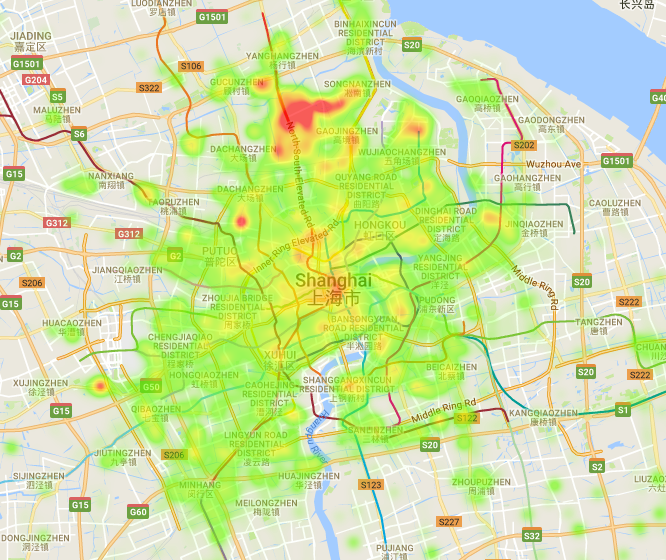 LUODIANZHEN
罗店镇
G1501
长兴岛
BINHAIXINCUN
RESIDENTIAL
DISTRICT
海滨新村
S20
JIADING
嘉定区
G1501
G204
S106
YANGHANGZHEN
杨行镇
GUCUNZHEN
顾村镇
S322
S5
SONGNANZHEN
淞南镇
GAOQIAOZHEN
高桥镇
G40
MALUZHEN
马陆镇
S6
GAOJINGZHEN
高境镇
GAODONGZHEN
高东镇
S202
DACHANGZHEN
大场镇
WUJIAOCHANGZHEN
五角场镇
Wuzhou Ave
G1501
G15
NANXIANG
南翔镇
DACHANGZHEN
大场镇
QUYANG ROAD
RESIDENTIAL
DISTRICT
曲阳路
GAOHANGZHEN
高行镇
North-South Elevated Rd
TAOPUZHEN
桃浦镇
CAOLUZHEN
曹路镇
G312
G312
HONGKOU
虹口区
DINGHAI ROAD
RESIDENTIAL
DISTRICT
定海路
JINQIAOZHEN
金桥镇
Inner Ring Elevated Rd
G2
G2
PUTUO
普陀区
YANGJING
RESIDENTIAL
DISTRICT
洋泾
JIANGQIAOZHEN
江桥镇
S206
Shanghai
上海市
Middle Ring Rd
S20
G15
ZHOUJIA BRIDGE
RESIDENTIAL
DISTRICT
周家桥
PUDONG
浦东新区
S222
HUACAOZHEN
华漕镇
BANSONGYUAN
ROAD RESIDENTIAL
DISTRICT
半淞园路
TANGZHEN
唐镇
CHENGJIAQIAO
RESIDENTIAL
DISTRICT
程家桥
XUHUI
徐汇区
CHUANSHA
川沙
BEICAIZHEN
北蔡镇
HONGQIAOZHEN
虹桥镇
XUJINGZHEN
徐泾镇
G50
CAOHEJING
RESIDENTIAL
DISTRICT
漕河泾
SHANGGANGXINCUN
RESIDENTIAL DISTRICT
上钢新村
S20
S222
G15
QIBAOZHEN
七宝镇
Middle Ring Rd
S122
KANGQIAOZHEN
康桥镇
S1
Huangpu River
SANLINZHEN
三林镇
S20
LINGYUN ROAD
RESIDENTIAL
DISTRICT
凌云路
JIUTINGZHEN
九亭镇
S206
S2
SIJINGZHEN
泗泾镇
HUAJINGZHEN
华泾镇
MINHANG
闵行区
S123
ZHOUPUZHEN
周浦镇
LIUZAO
六灶
G15
G60
MEILONGZHEN
梅陇镇
S227
S32
DONGJINGZHEN
洞泾镇
PUJIANG
浦江镇